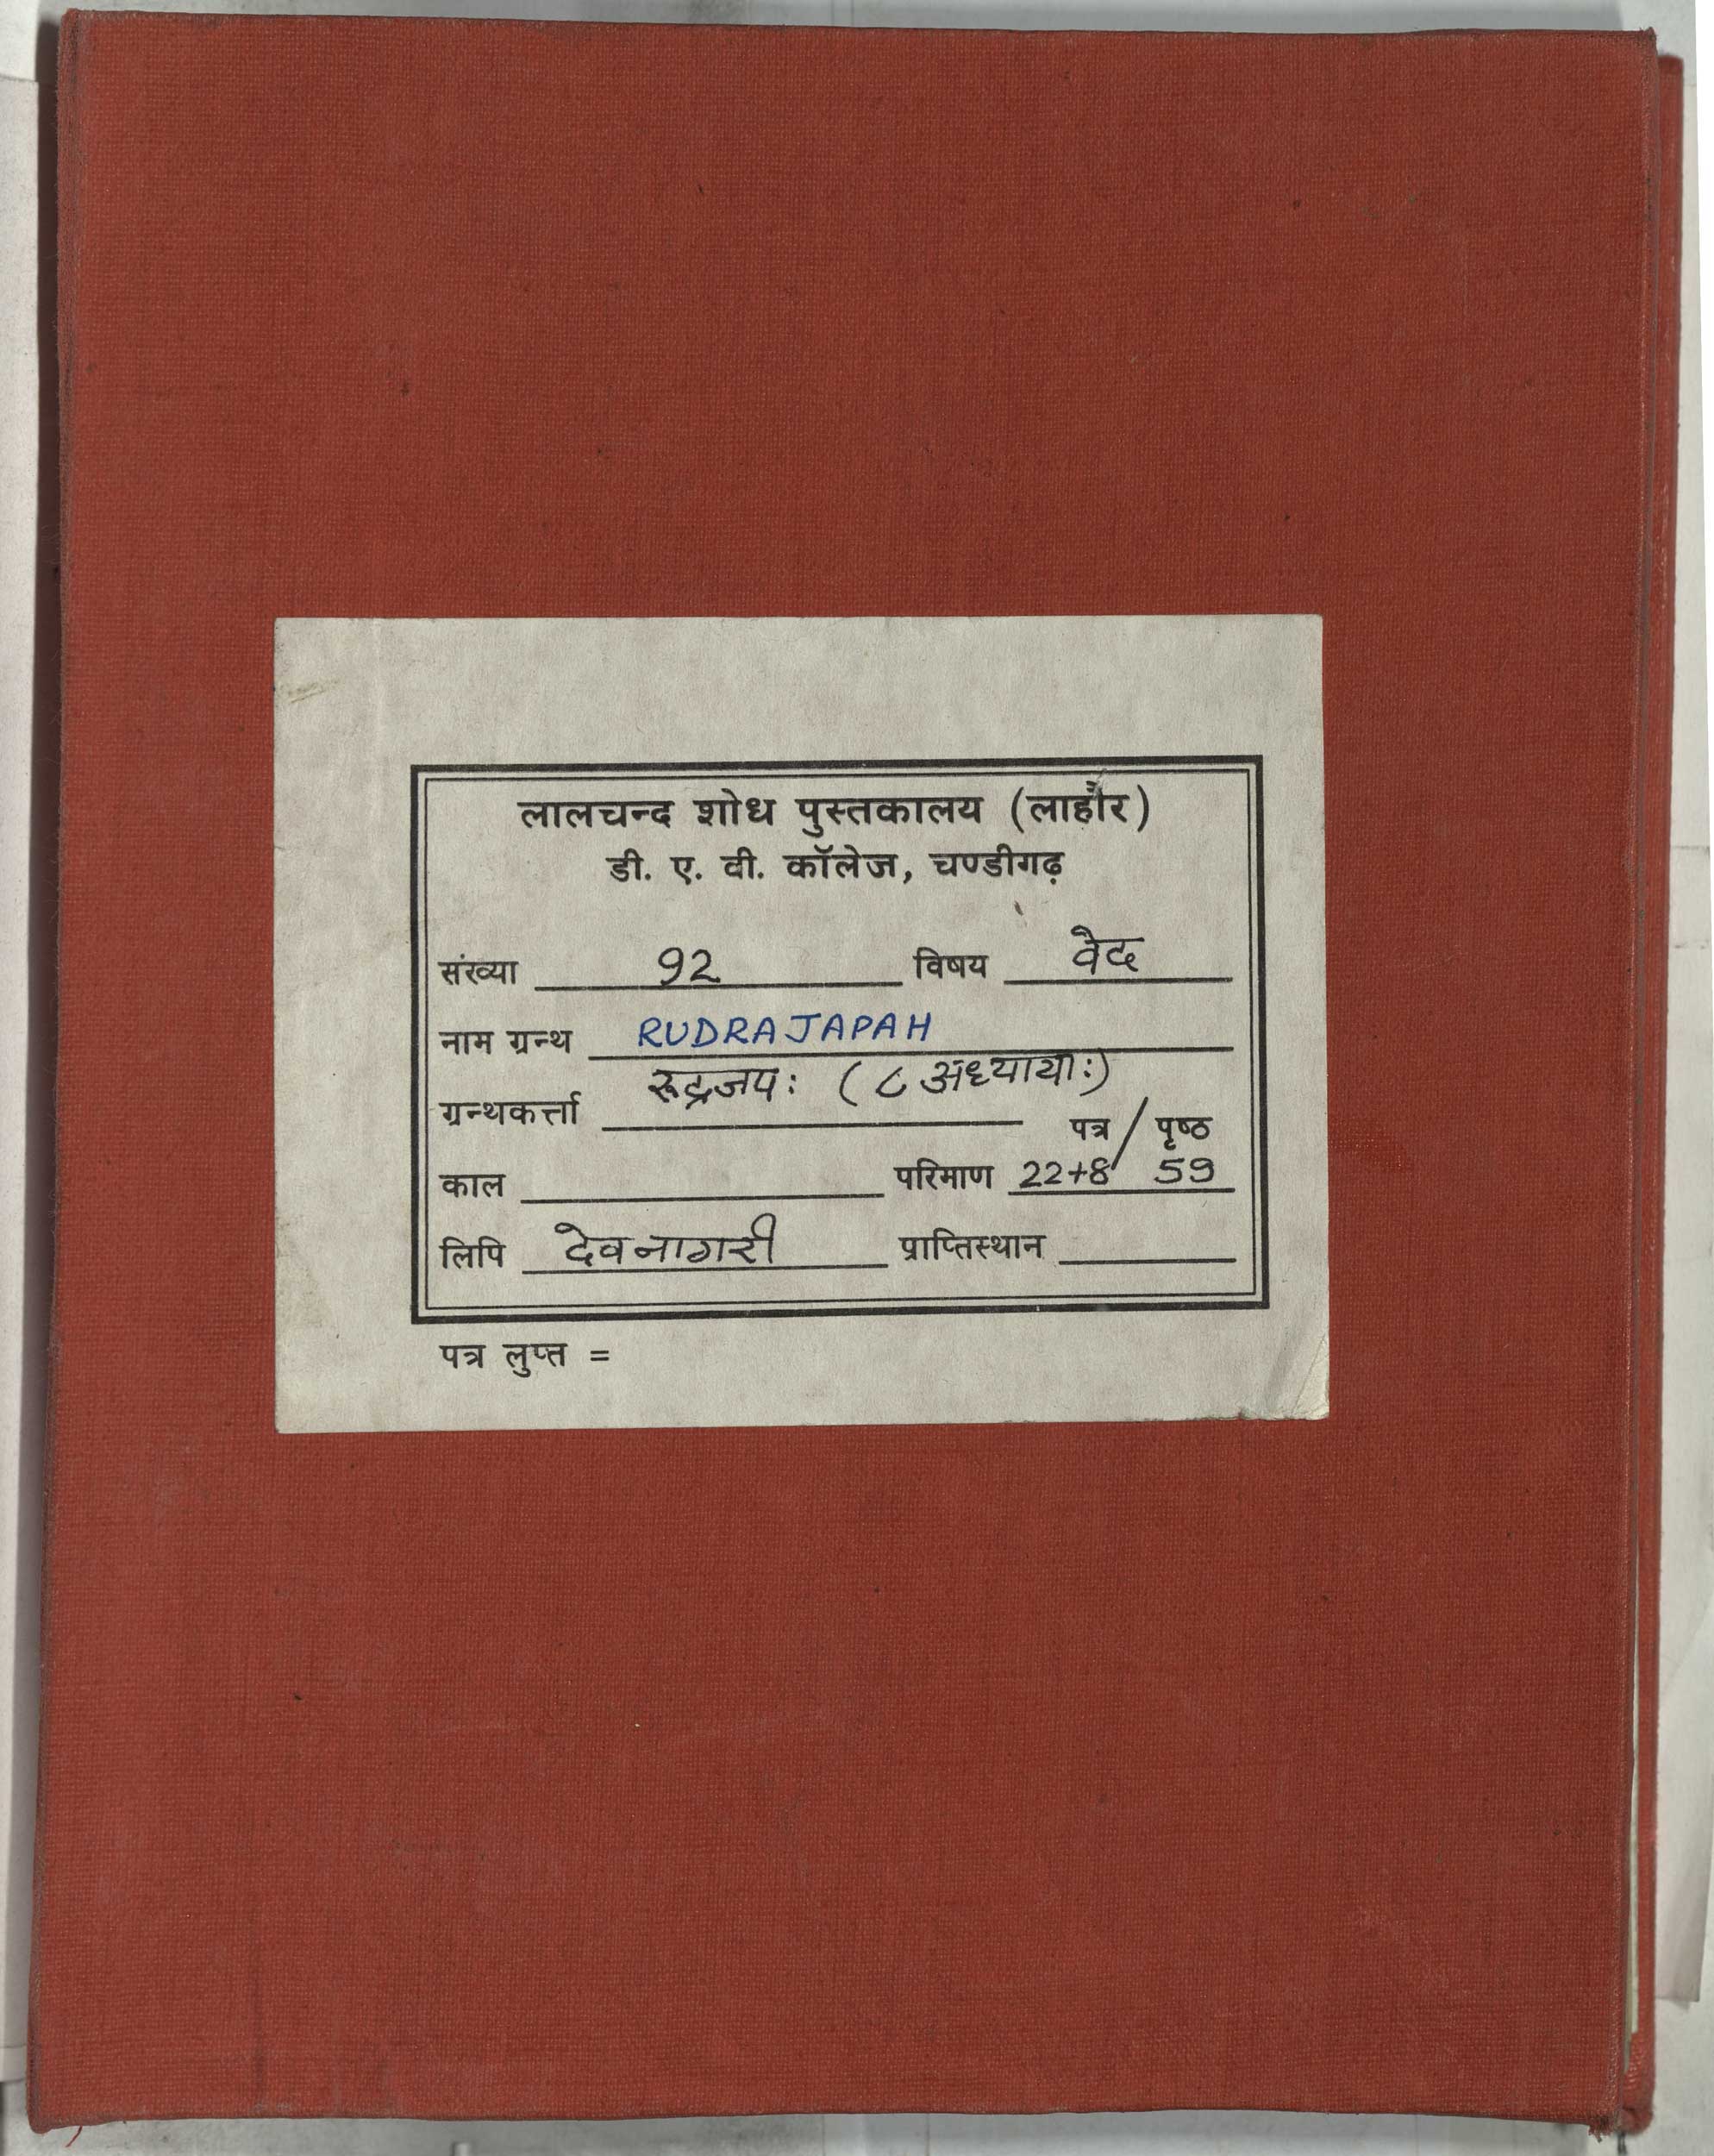 लालचन्द शोध पुस्तकालय (लाहौर)
डी. ए. वी. कॉलेज, चण्डीगढ़
संख्या 92 विषय वेद
नाम ग्रन्थ RUDRAJAPAH
रूद्रजपः (८ अध्यायाः)
ग्रन्थकर्त्ता
पत्र / पृष्ठ
काल परिमाण 22+8 59
लिपि देवनागरी प्राप्तिस्थान
पत्र लुप्त =